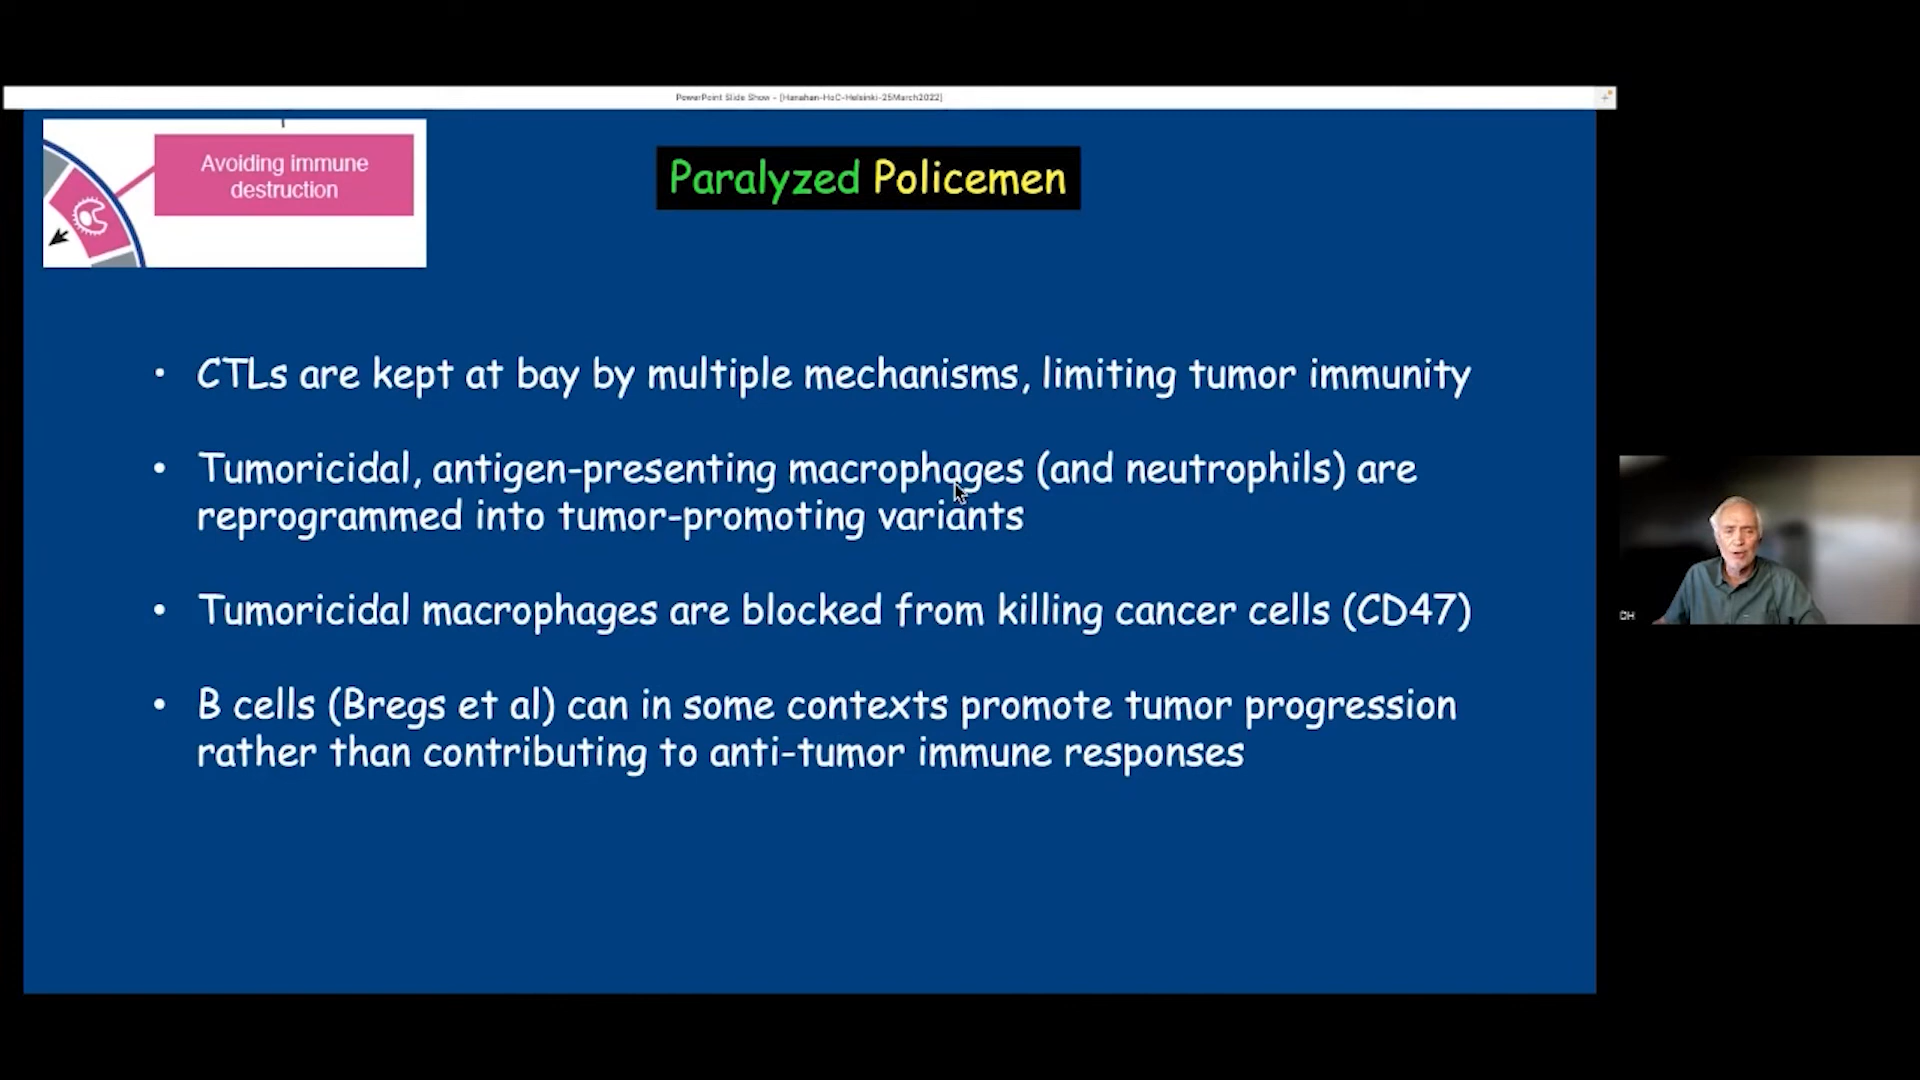 PowerPoint Slide Show - [Hanahan-HoC-Helsinki-25March2022]
Avoiding immune
destruction
Paralyzed Policemen
• CTLs are kept at bay by multiple mechanisms, limiting tumor immunity
• Tumoricidal, antigen-presenting macrophages (and neutrophils) are
reprogrammed into tumor-promoting variants
• Tumoricidal macrophages are blocked from killing cancer cells (CD47)
• B cells (Bregs et al) can in some contexts promote tumor progression
rather than contributing to anti-tumor immune responses
DH